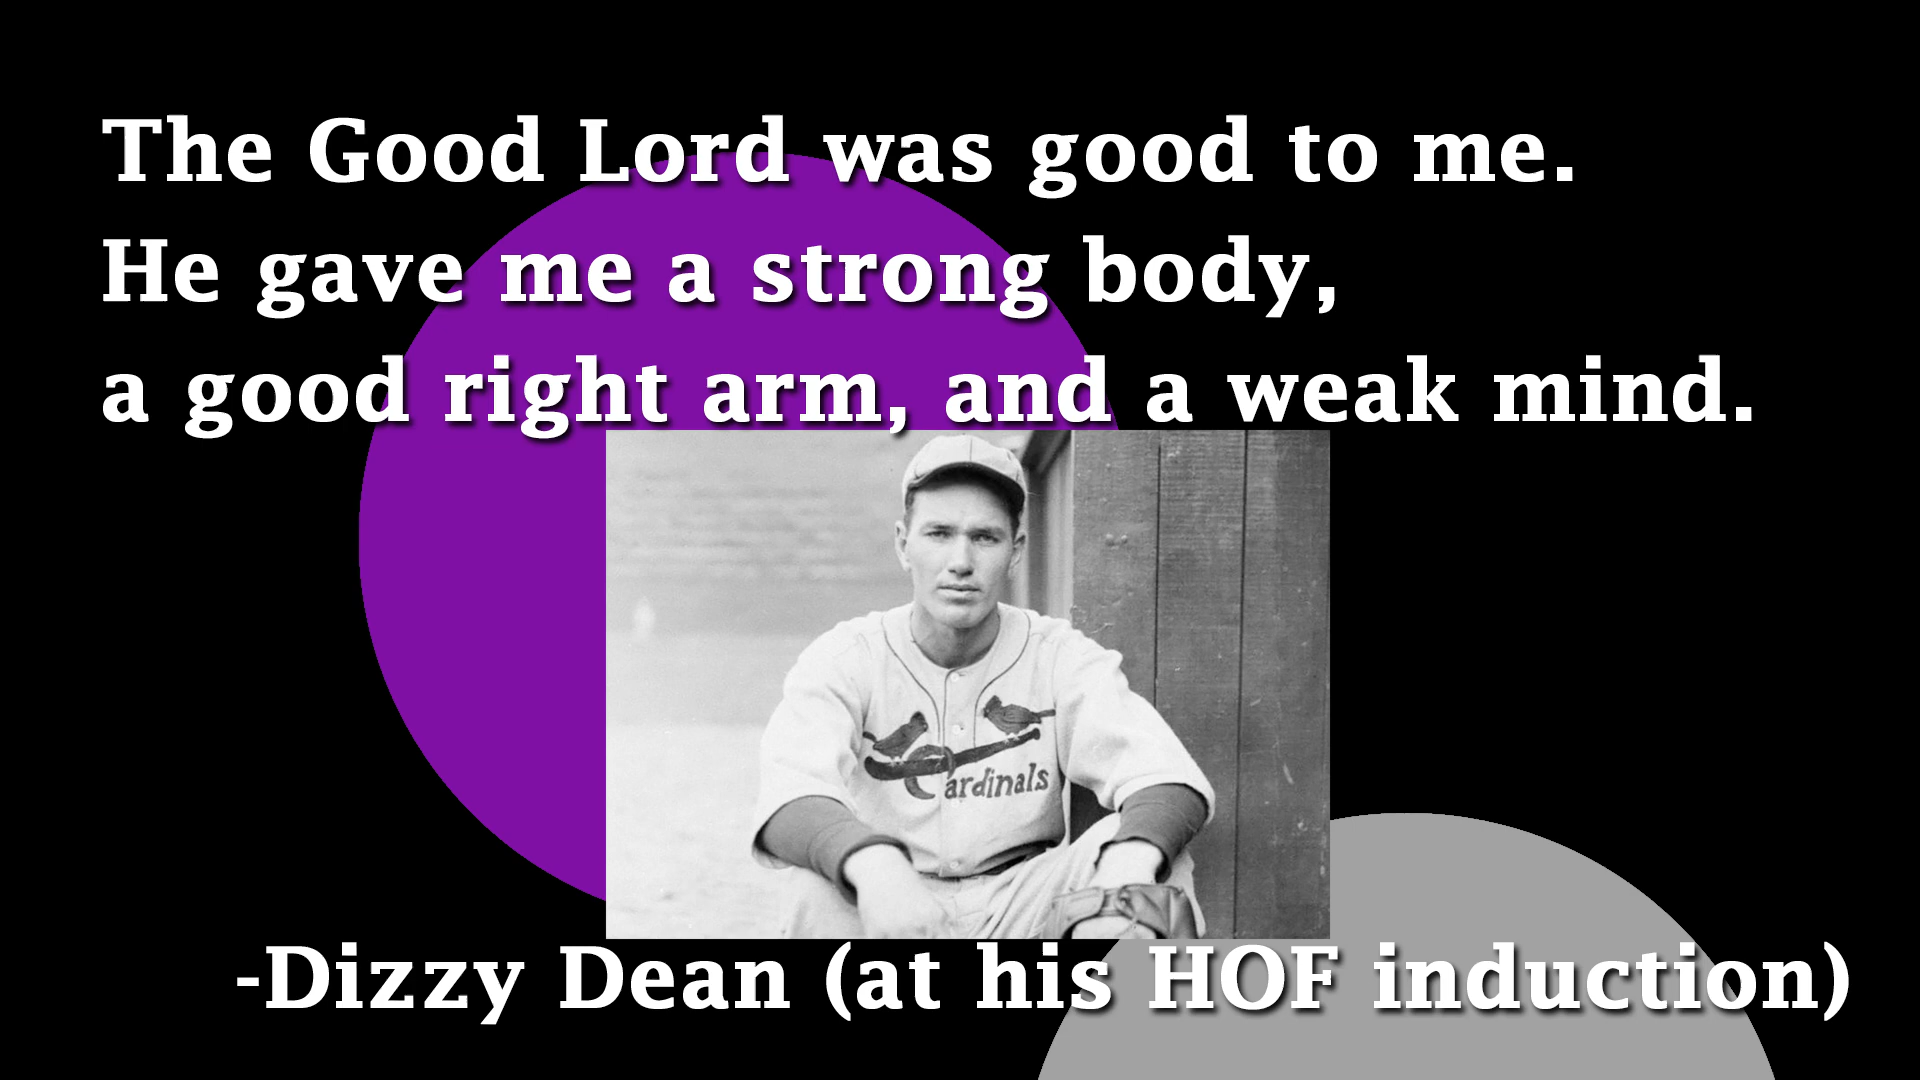 The Good Lord was good to me.
He gave me a strong body,
a good right arm, and a weak mind.
Cardinals
-Dizzy Dean (at his HOF induction)